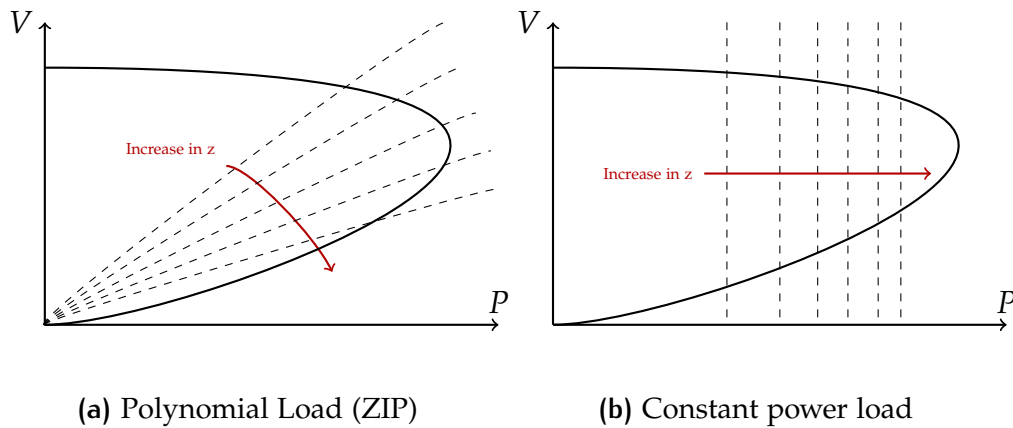 V
Increase in z
P
(a) Polynomial Load (ZIP)
V
Increase in z
P
(b) Constant power load